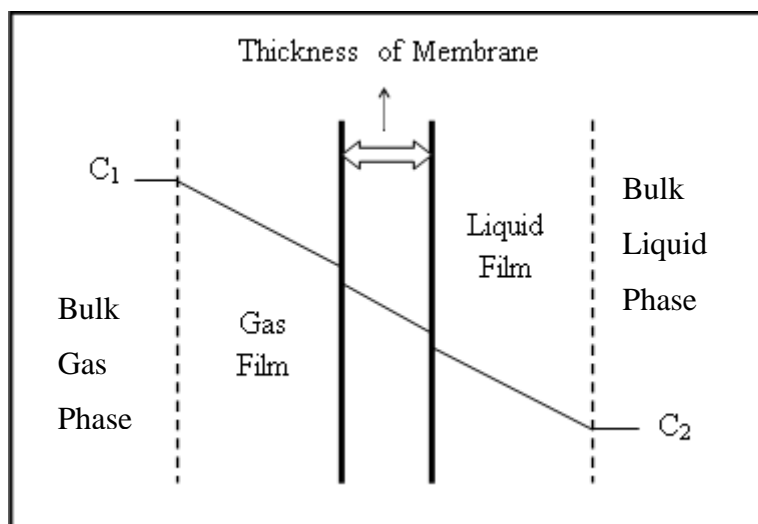 Thickness of Membrane
C1
Bulk
Gas
Phase
Gas
Film
Liquid
Film
Bulk
Liquid
Phase
C2